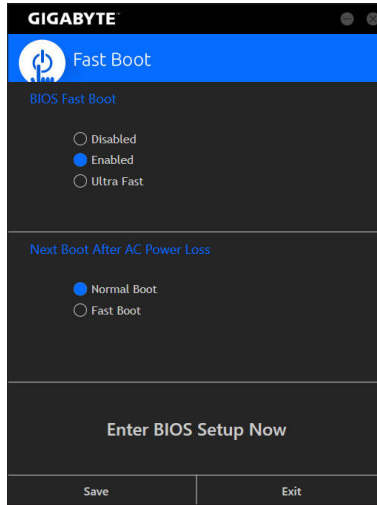 GIGABYTE
Fast Boot
BIOS Fast Boot
Disabled
Enabled
Ultra Fast
Next Boot After AC Power Loss
Normal Boot
Fast Boot
Enter BIOS Setup Now
Save Exit